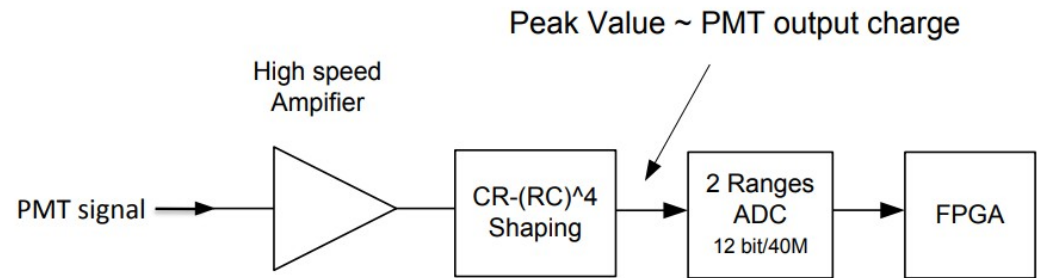 Peak Value ~ PMT output charge
High speed
Ampifier
PMT signal
CR-(RC)^4
Shaping
2 Ranges
ADC
12 bit/40M
FPGA